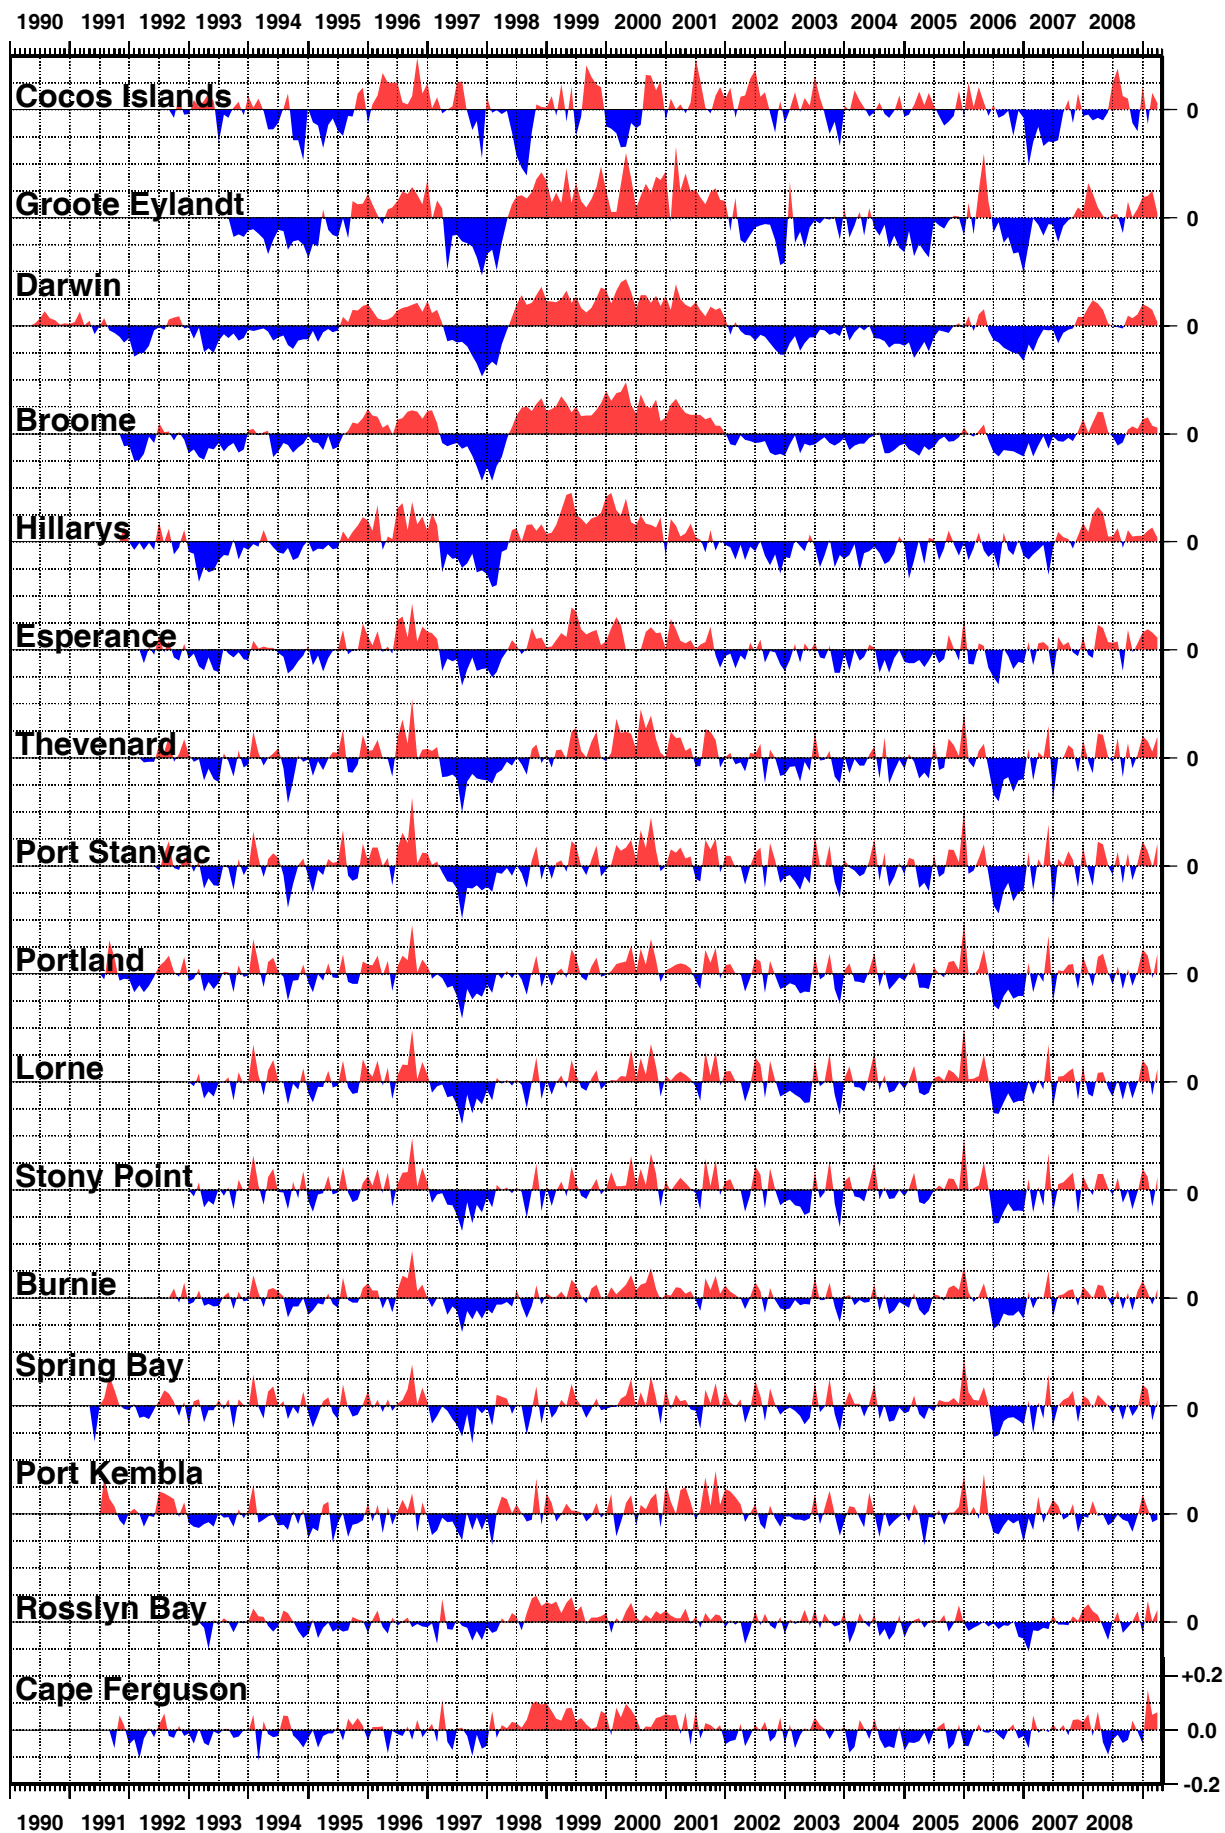 1990 1991 1992 1993 1994 1995 1996 1997 1998 1999 2000 2001 2002 2003 2004 2005 2006 2007 2008
Cocos Islands 0
Groote Eylandt 0
Darwin 0
Broome 0
Hillarys 0
Esperance 0
Thevenard 0
Port Stanvac 0
Portland 0
Lorne 0
Stony Point 0
Burnie 0
Spring Bay 0
Port Kembla 0
Rosslyn Bay 0
+0.2
Cape Ferguson
0.0
-0.2
1990 1991 1992 1993 1994 1995 1996 1997 1998 1999 2000 2001 2002 2003 2004 2005 2006 2007 2008